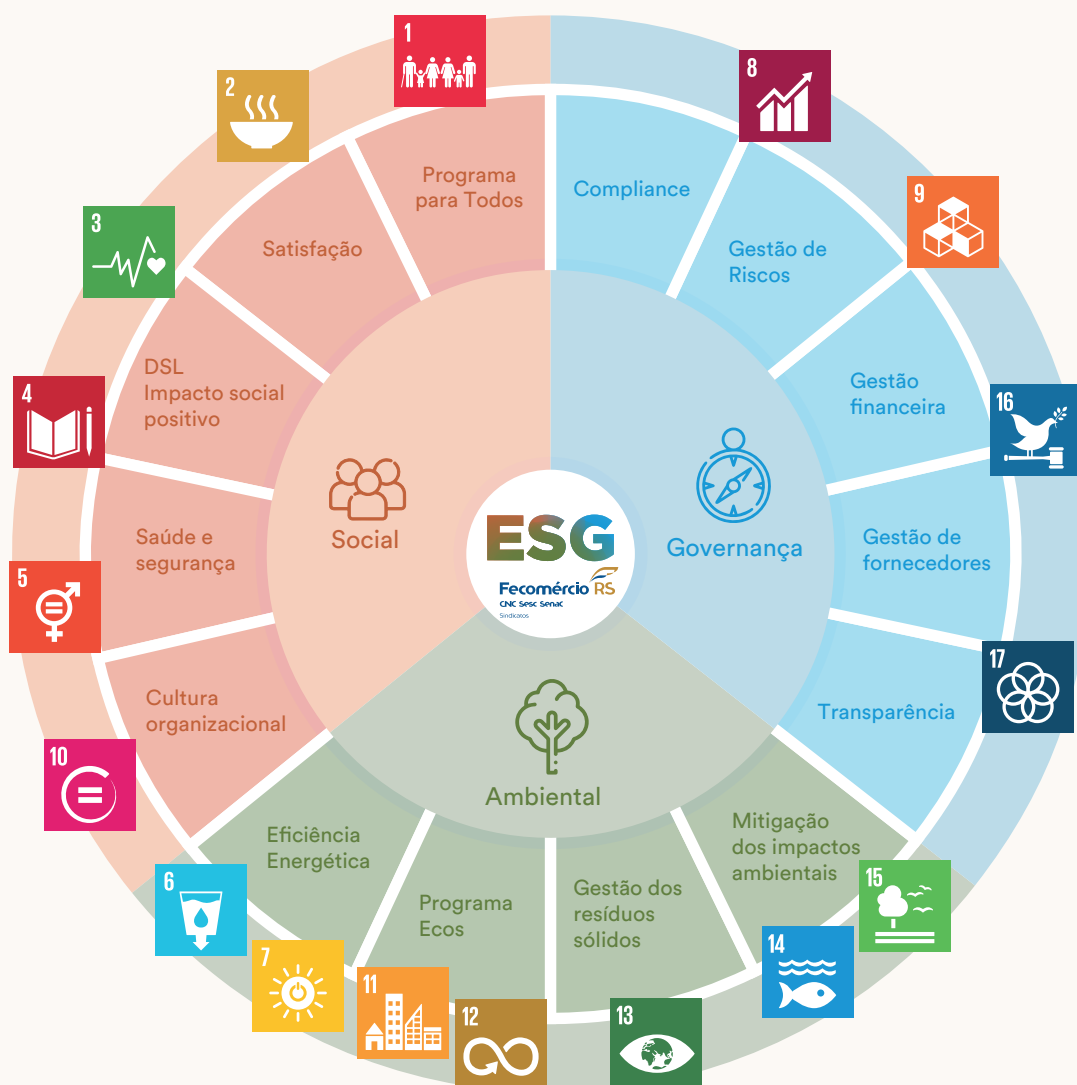 1
2
3
4
5
10
6
7
11
12
13
14
15
17
16
9
8
Programa
para Todos
Satisfação
DSL
Impacto social
positivo
Saúde e
segurança
Cultura
organizacional
Eficiência
Energética
Programa
Ecos
Gestão dos
resíduos
sólidos
Mitigação
dos impactos
ambientais
Transparência
Gestão de
fornecedores
Gestão
financeira
Gestão de
Riscos
Compliance
Social
Governança
Ambiental
ESG
Fecomércio RS
CNC Sesc Senac
Sindicatos